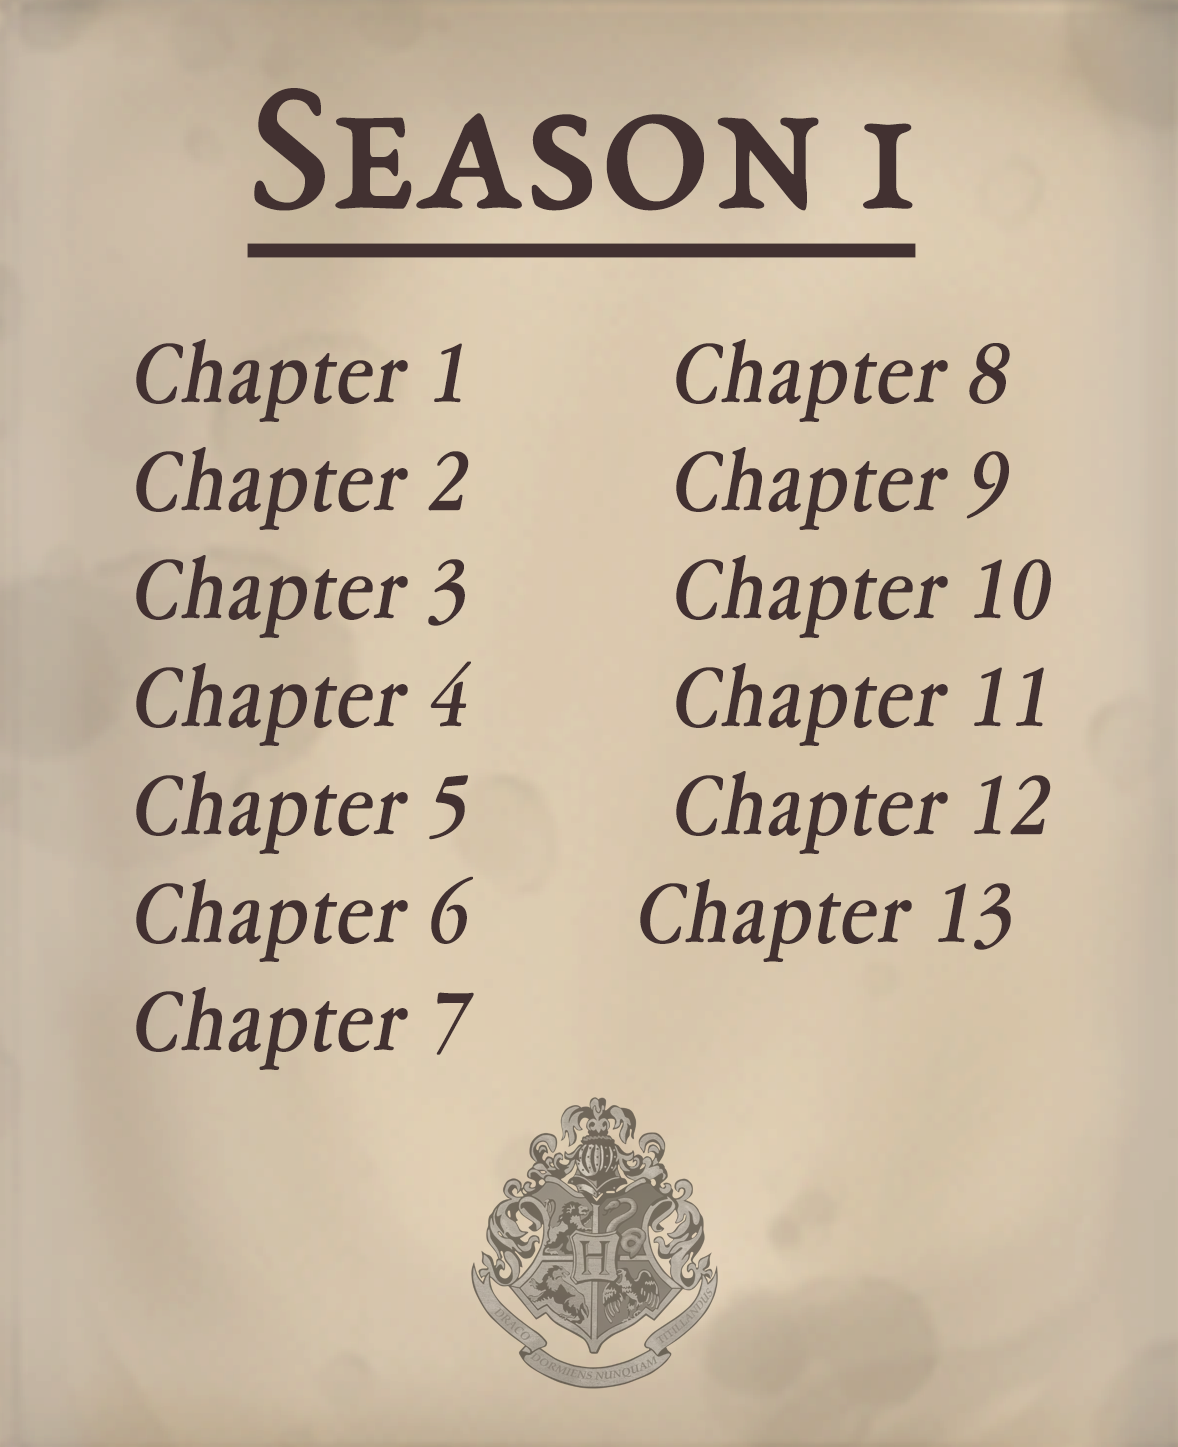 Season 1
Chapter 1
Chapter 2
Chapter 3
Chapter 4
Chapter 5
Chapter 6
Chapter 7
Chapter 8
Chapter 9
Chapter 10
Chapter 11
Chapter 12
Chapter 13
H
DRACO DORMIENS NUNQUAM TITILLANDUS